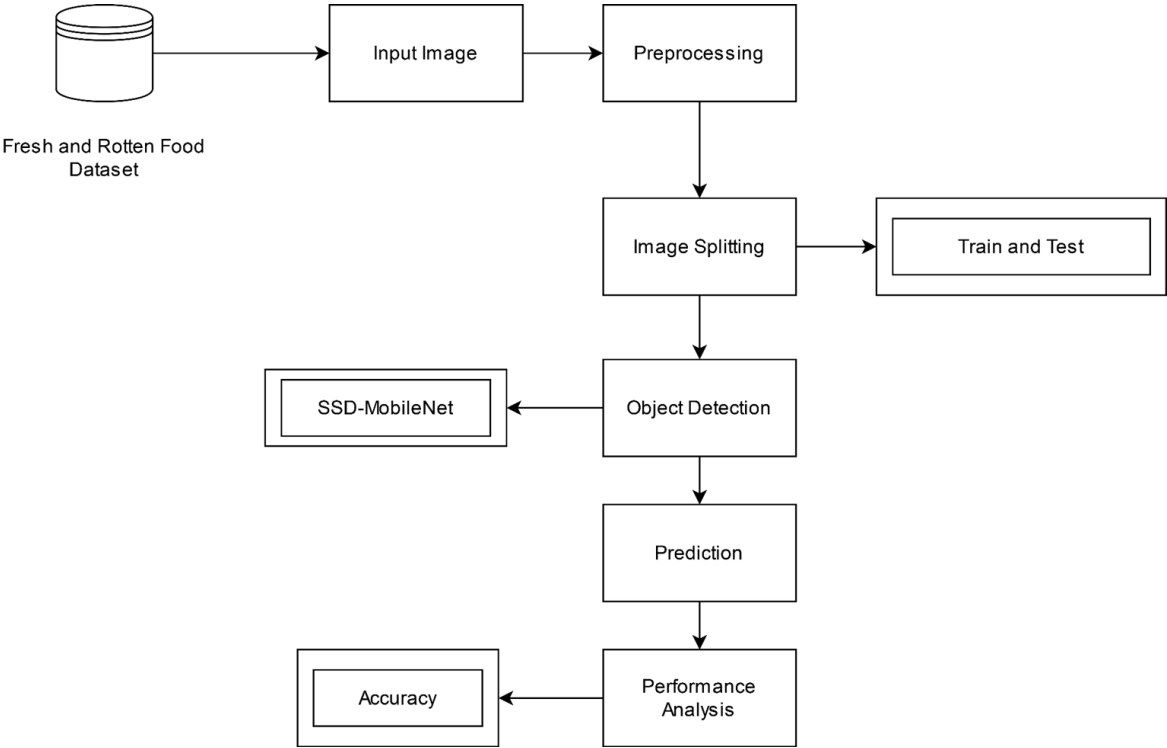 Input Image
Preprocessing
Fresh and Rotten Food
Dataset
Image Splitting
Train and Test
SSD-MobileNet
Object Detection
Prediction
Accuracy
Performance
Analysis